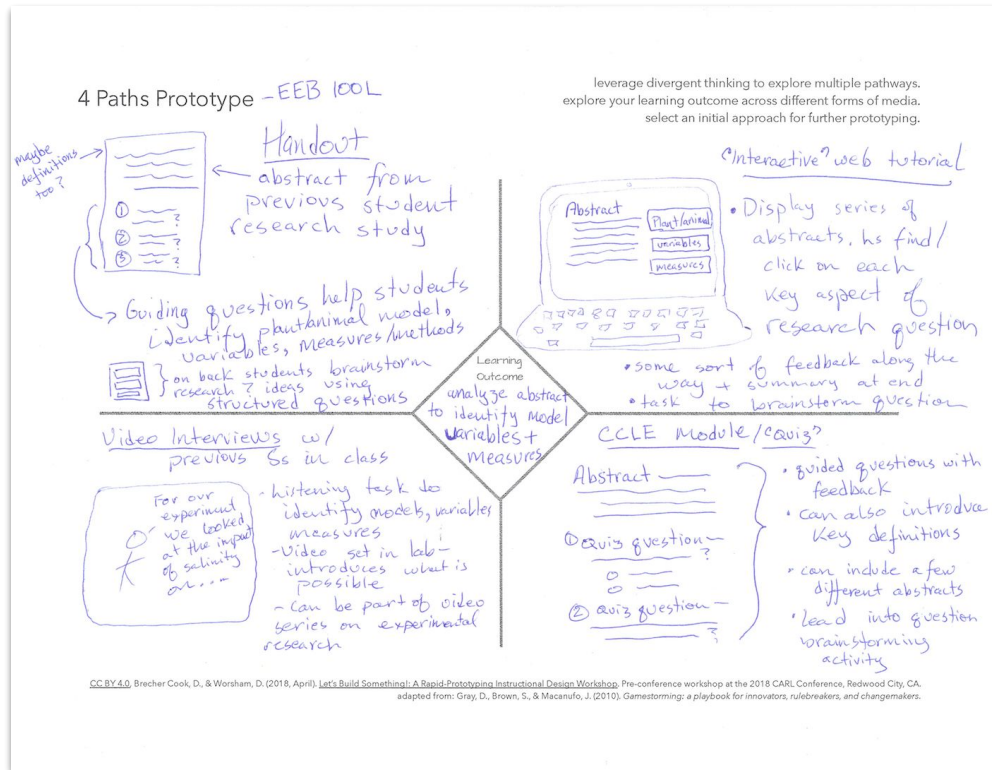 4 Paths Prototype - EEB 100L
leverage divergent thinking to explore multiple pathways.
explore your learning outcome across different forms of media.
select an initial approach for further prototyping.
maybe
definitions
too?
Handout
abstract from
previous student
research study
1
?
2
?
3
?
Guiding questions help students
identify plant/animal model,
variables, measures/methods
on back students brainstorm
research ? ideas using
structured questions
"Interactive" web tutorial
Abstract
Plant/animal
variables
measures
• Display series of
abstracts, hs find/
click on each
key aspect of
research question
• some sort of feedback along the
way + summary at end
• task to brainstorm question
Learning
Outcome
analyze abstract
to identify model
variables +
measures
Video Interviews w/
previous Ss in class
For our
experiment
we looked
at the impact
of salinity
on....
- Listening task to
identify models, variables
measures
- Video set in lab -
introduces what is
possible
- can be part of video
series on experimental
research
CCLE Module/"Quiz"
Abstract
1 Quiz question
?
2 Quiz question
?
• guided questions with
feedback
• can also introduce
key definitions
• can include a few
different abstracts
• lead into question
brainstorming
activity
CC BY 4.0, Brecher Cook, D., & Worsham, D. (2018, April). Let's Build Something!: A Rapid-Prototyping Instructional Design Workshop. Pre-conference workshop at the 2018 CARL Conference, Redwood City, CA.
adapted from: Gray, D., Brown, S., & Macanufo, J. (2010). Gamestorming: a playbook for innovators, rulebreakers, and changemakers.